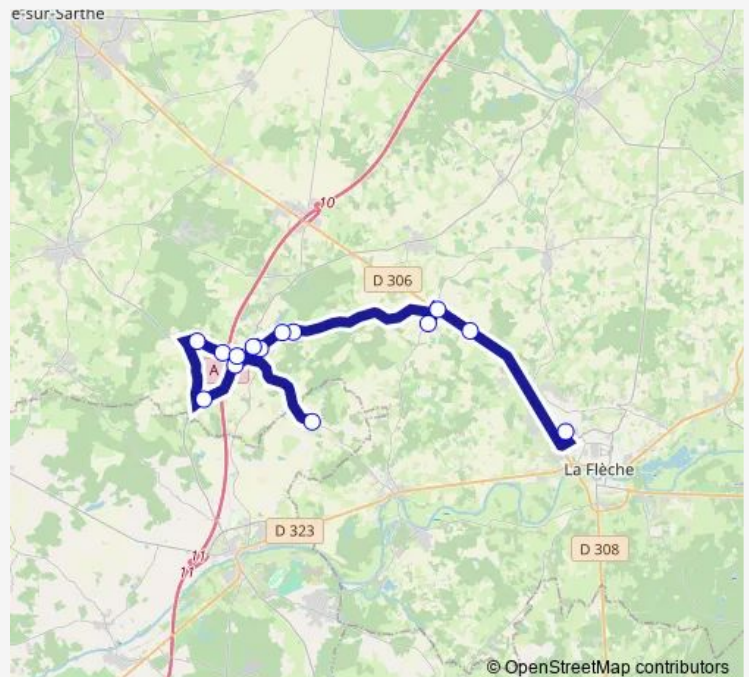 e-sur-Sarthe
10
D 306
A
La Flèche
D 323
D 308
11
11
© OpenStreetMap contributors